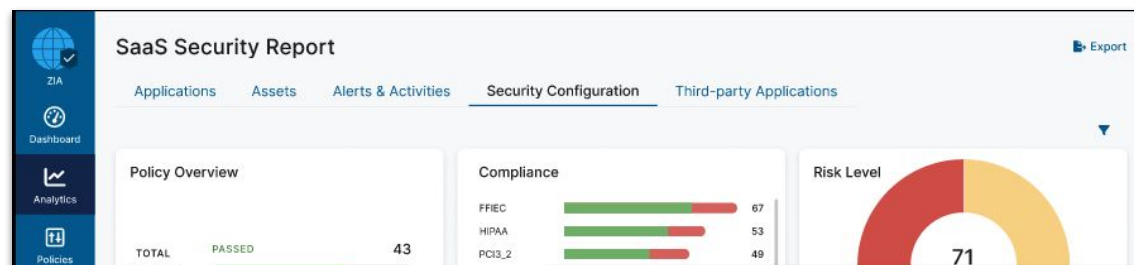 ZIA
Dashboard
Analytics
Policies
SaaS Security Report
Export
Applications Assets Alerts & Activities Security Configuration Third-party Applications
Policy Overview
TOTAL PASSED 43
Compliance
FFIEC 67
HIPAA 53
PCI3_2 49
Risk Level
71